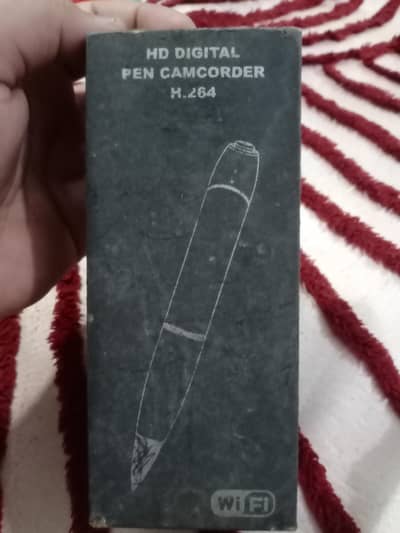 HD DIGITAL
PEN CAMCORDER
H.264
WiFi